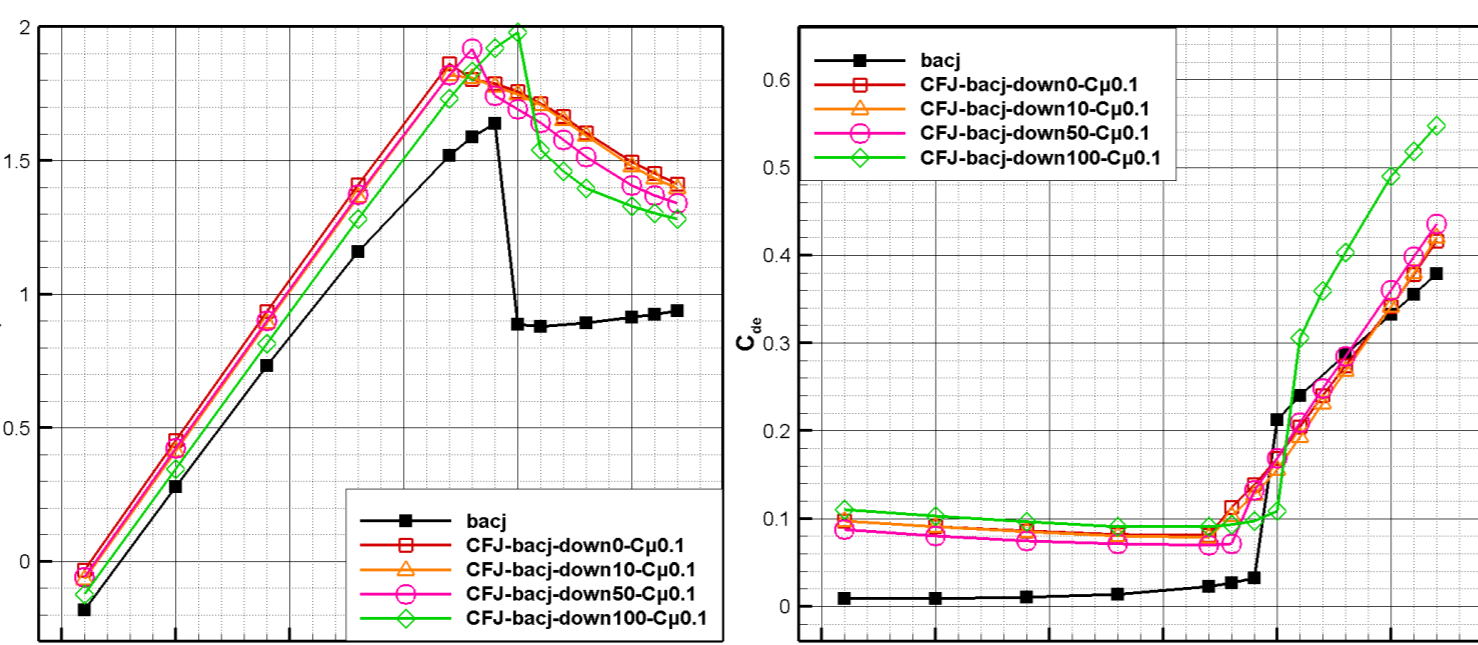 2
1.5
1
0.5
0
bacj
CFJ-bacj-down0-Cμ0.1
CFJ-bacj-down10-Cμ0.1
CFJ-bacj-down50-Cμ0.1
CFJ-bacj-down100-Cμ0.1
bacj
CFJ-bacj-down0-Cμ0.1
CFJ-bacj-down10-Cμ0.1
CFJ-bacj-down50-Cμ0.1
CFJ-bacj-down100-Cμ0.1
Cde
0.6
0.5
0.4
0.3
0.2
0.1
0